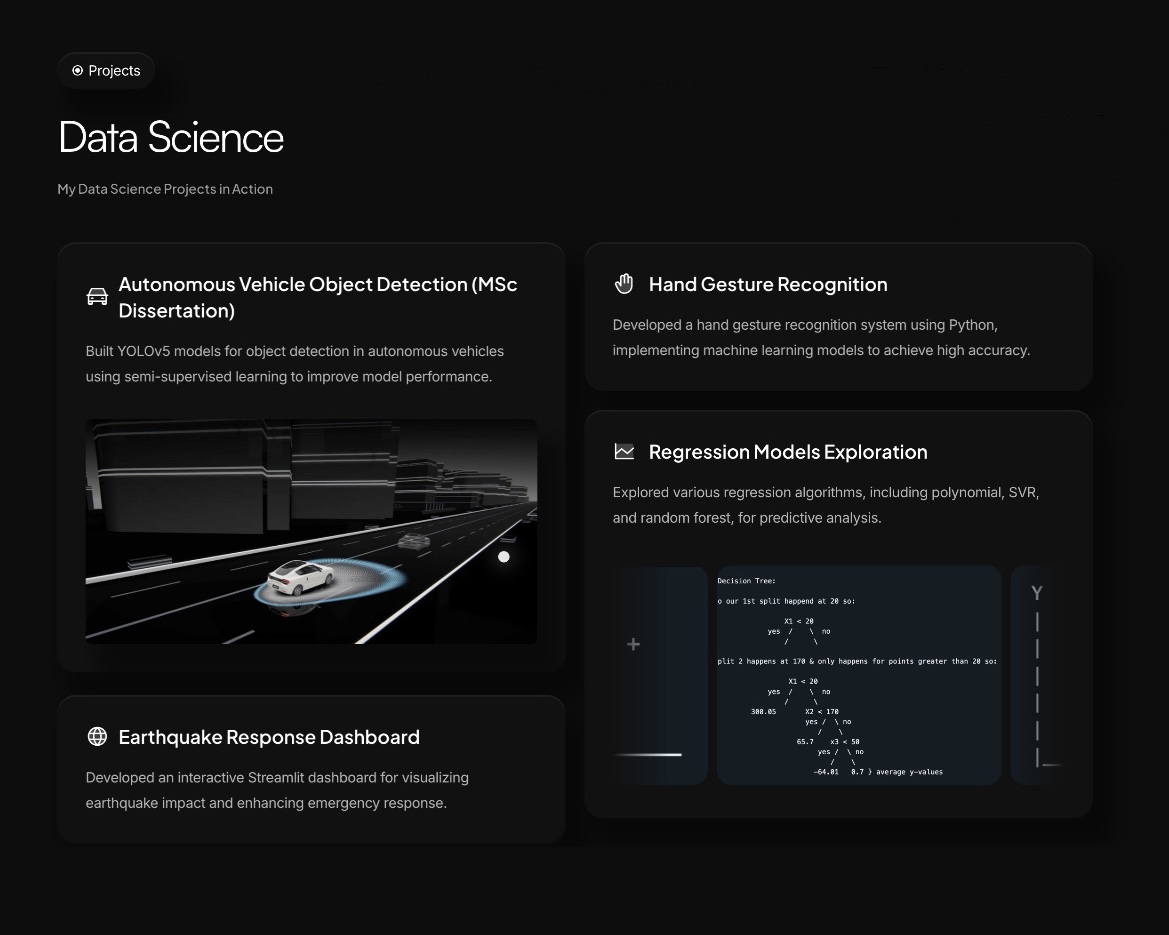 Projects
Data Science
My Data Science Projects in Action
Autonomous Vehicle Object Detection (MSc
Dissertation)
Built YOLOv5 models for object detection in autonomous vehicles
using semi-supervised learning to improve model performance.
Earthquake Response Dashboard
Developed an interactive Streamlit dashboard for visualizing
earthquake impact and enhancing emergency response.
Hand Gesture Recognition
Developed a hand gesture recognition system using Python,
implementing machine learning models to achieve high accuracy.
Regression Models Exploration
Explored various regression algorithms, including polynomial, SVR,
and random forest, for predictive analysis.
+
Decision Tree:
o our 1st split happend at 20 so:
X1 < 20
yes / \ no
/ \
plit 2 happens at 170 & only happens for points greater than 20 so:
X1 < 20
yes / \ no
/ \
300.05 X2 < 170
yes / \ no
/ \
65.7 x3 < 50
yes / \ no
/ \
-64.01 0.7 } average y-values
Y